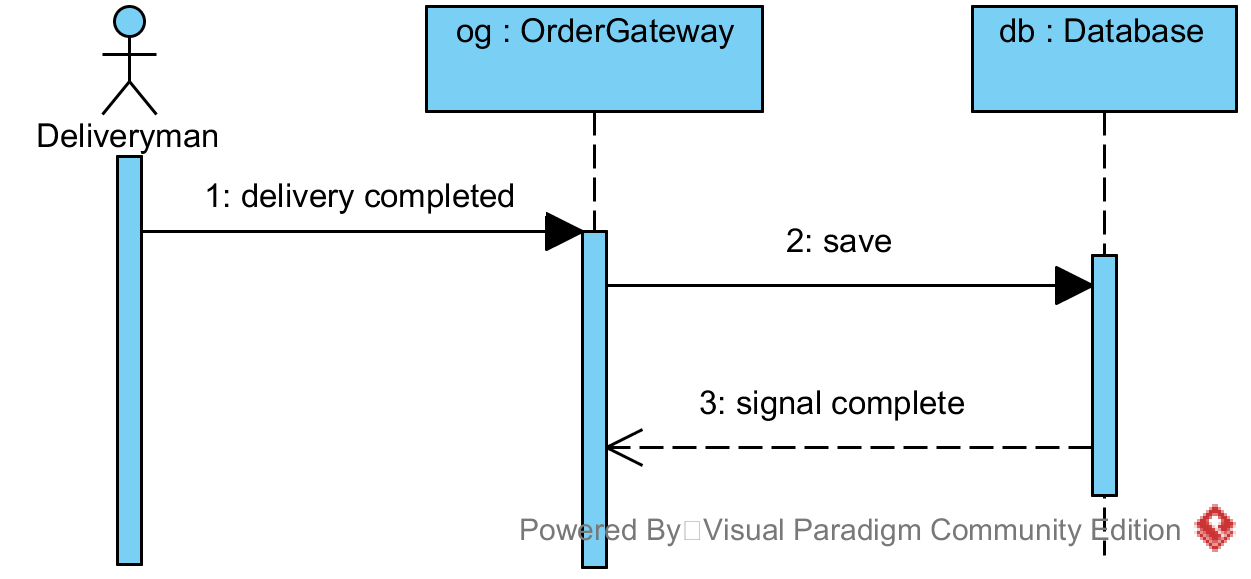 og : OrderGateway
db : Database
Deliveryman
1: delivery completed
2: save
3: signal complete
Powered By Visual Paradigm Community Edition